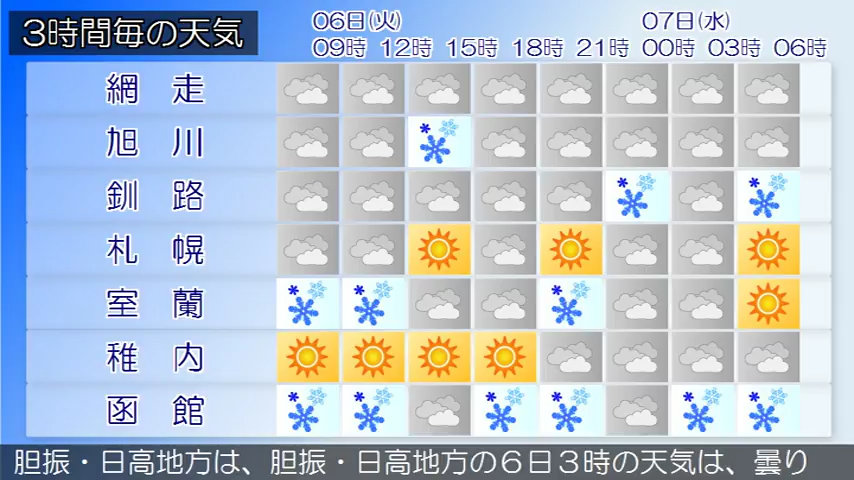 3時間毎の天気
06日(火) 07日(水)
09時 12時 15時 18時 21時 00時 03時 06時
網 走
旭 川
釧 路
札 幌
室 蘭
稚 内
函 館
胆振・日高地方は、胆振・日高地方の６日３時の天気は、曇り